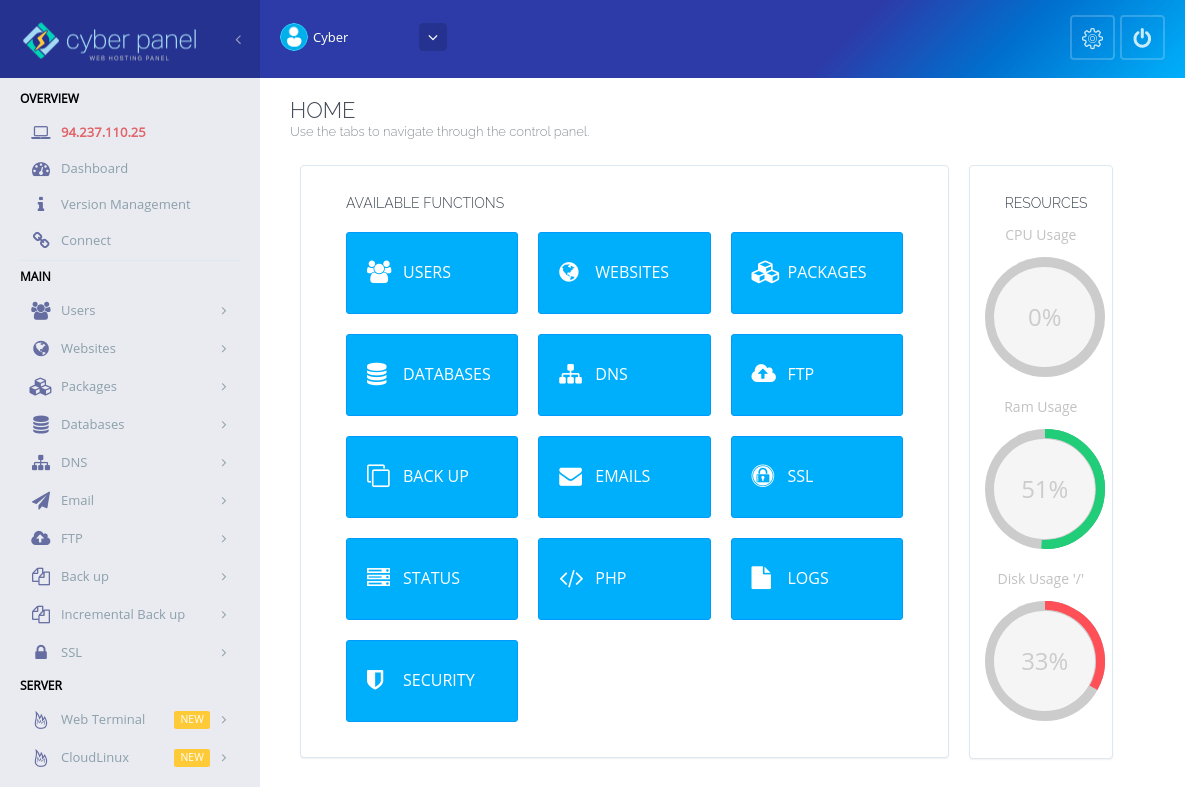 cyber panel
WEB HOSTING PANEL
Cyber
OVERVIEW
94.237.110.25
Dashboard
Version Management
Connect
MAIN
Users
Websites
Packages
Databases
DNS
Email
FTP
Back up
Incremental Back up
SSL
SERVER
Web Terminal NEW
CloudLinux NEW
HOME
Use the tabs to navigate through the control panel.
AVAILABLE FUNCTIONS
USERS WEBSITES PACKAGES
DATABASES DNS FTP
BACK UP EMAILS SSL
STATUS PHP LOGS
SECURITY
RESOURCES
CPU Usage
0%
Ram Usage
51%
Disk Usage '/'
33%